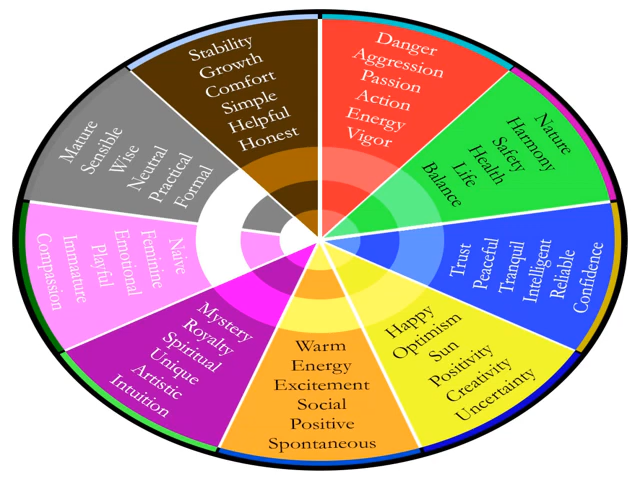 Stability
Growth
Comfort
Simple
Helpful
Honest
Danger
Aggression
Passion
Action
Energy
Vigor
Nature
Harmony
Safety
Health
Life
Balance
Trust
Peaceful
Tranquil
Intelligent
Reliable
Confidence
Happy
Optimism
Sun
Positivity
Creativity
Uncertainty
Warm
Energy
Excitement
Social
Positive
Spontaneous
Mystery
Royalty
Spiritual
Unique
Artistic
Intuition
Compassion
Immaature
Playful
Emotional
Feminine
Naive
Mature
Sensible
Wise
Neutral
Practical
Formal